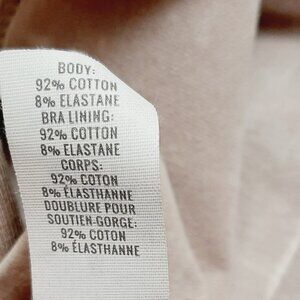 BODY:
92% COTTON
8% ELASTANE
BRA LINING:
92% COTTON
8% ELASTANE
CORPS:
92% COTON
8% ÉLASTHANNE
DOUBLURE POUR
SOUTIEN-GORGE:
92% COTON
8% ÉLASTHANNE